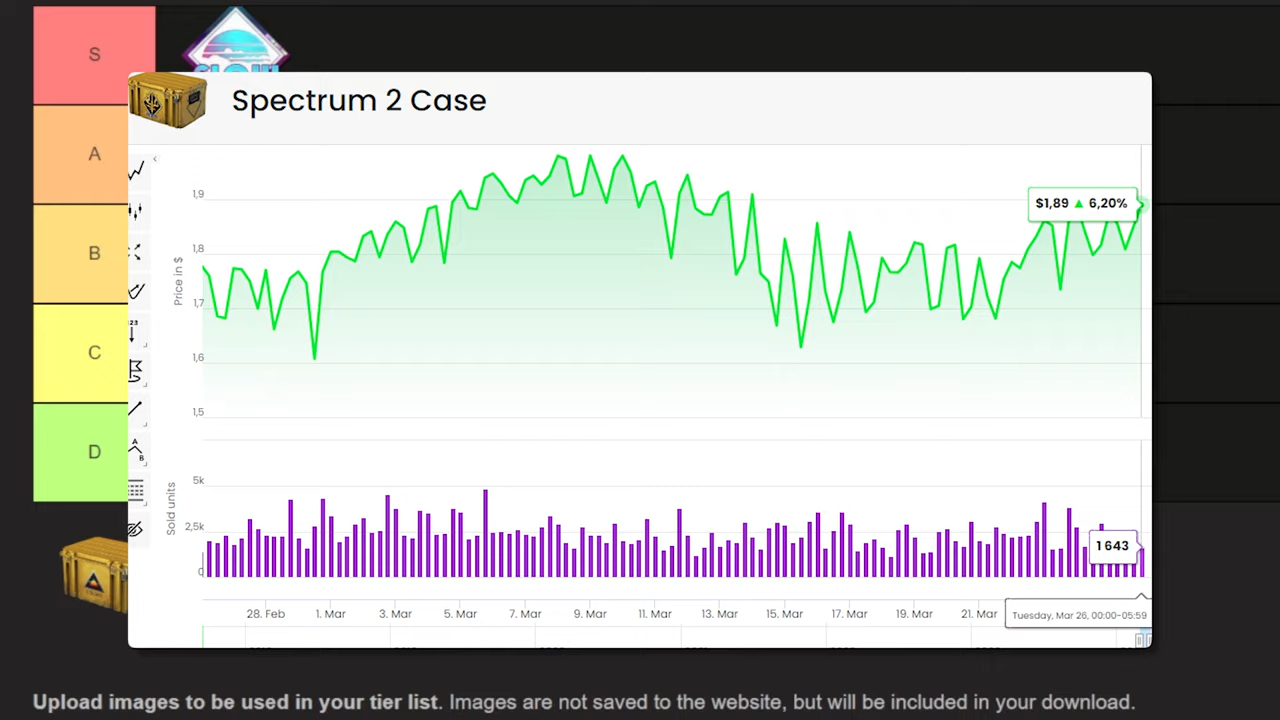 S
Spectrum 2 Case
A
1,9
$1,89 ▲ 6,20%
B
1,8
Price in $
1,7
123
C
1,6
1,5
D
A
B
5k
Sold units
2,5k
1 643
0
28. Feb
1. Mar
3. Mar
5. Mar
7. Mar
9. Mar
11. Mar
13. Mar
15. Mar
17. Mar
19. Mar
21. Mar
Tuesday, Mar 26, 00:00-05:59
Upload images to be used in your tier list. Images are not saved to the website, but will be included in your download.